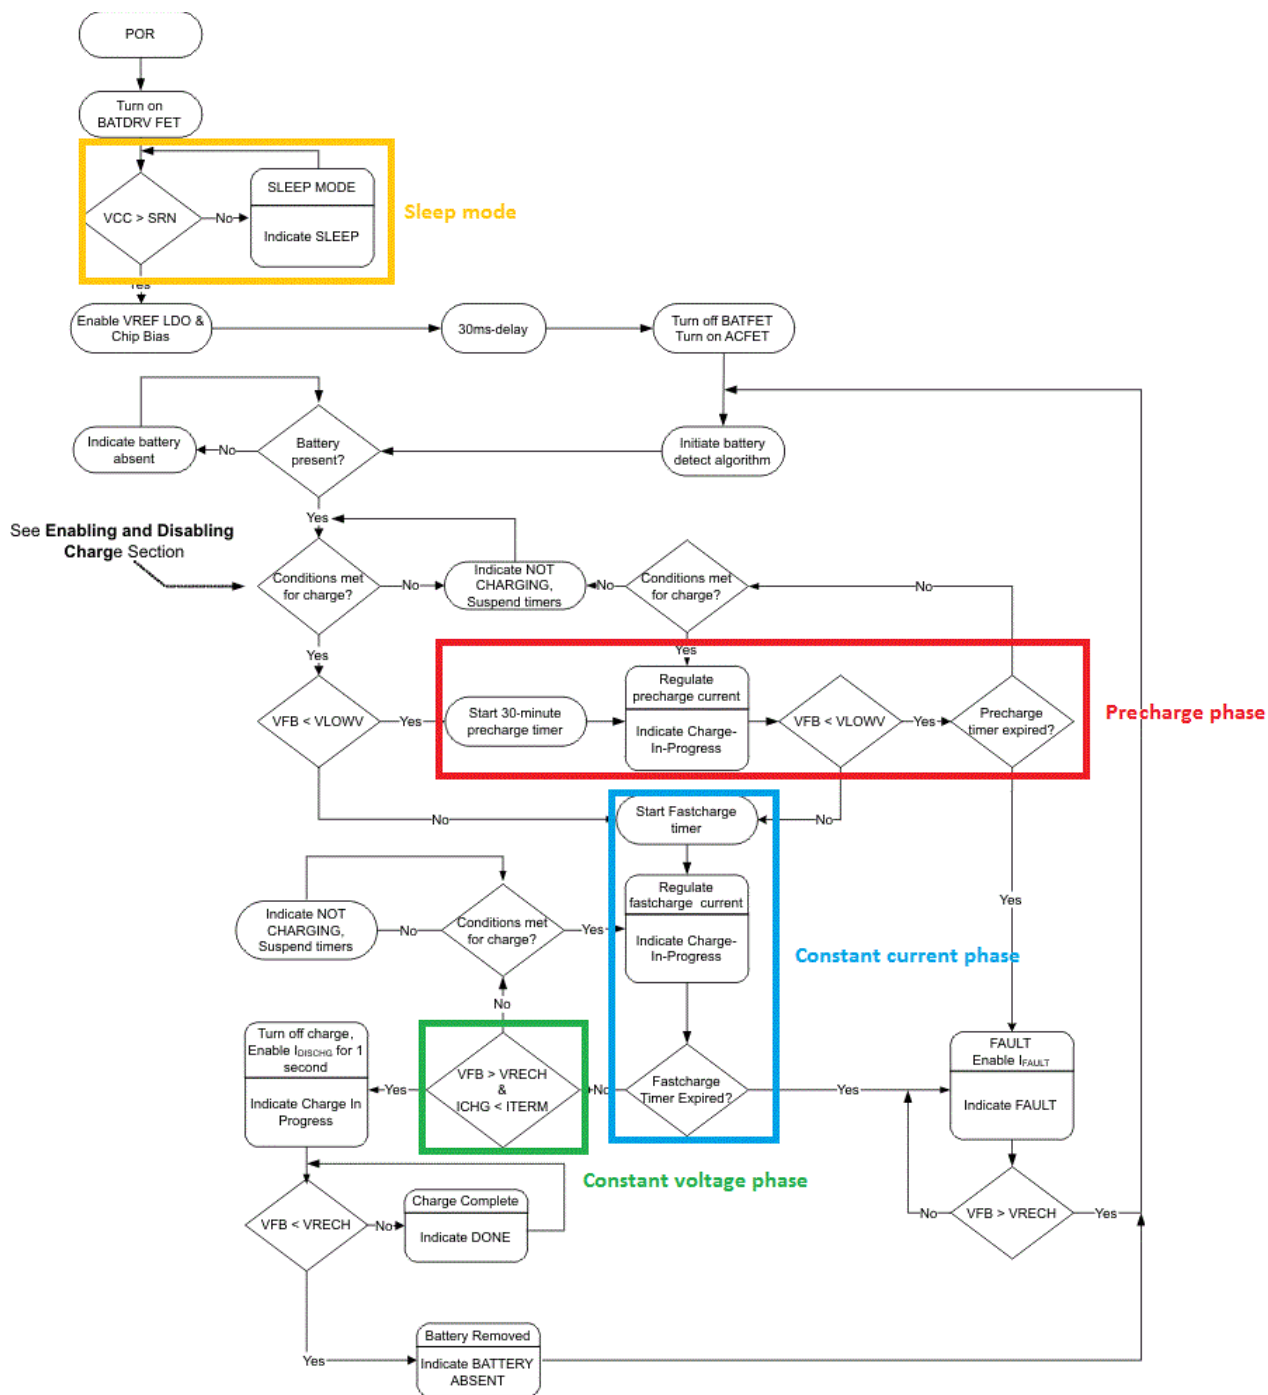 POR
Turn on
BATDRV FET
VCC > SRN
No
SLEEP MODE
Indicate SLEEP
Sleep mode
Yes
Enable VREF LDO &
Chip Bias
30ms-delay
Turn off BATFET
Turn on ACFET
Indicate battery
absent
No
Battery
present?
Initiate battery
detect algorithm
Yes
See Enabling and Disabling
Charge Section
Conditions met
for charge?
No
Indicate NOT
CHARGING,
Suspend timers
No
Conditions met
for charge?
No
Yes
Yes
VFB < VLOWV
Yes
Start 30-minute
precharge timer
Regulate
precharge current
Indicate Charge-
In-Progress
VFB < VLOWV
Yes
Precharge
timer expired?
Precharge phase
No
Start Fastcharge
timer
No
Yes
Indicate NOT
CHARGING,
Suspend timers
No
Conditions met
for charge?
Yes
Regulate
fastcharge current
Indicate Charge-
In-Progress
Constant current phase
No
Turn off charge,
Enable IDISCHG for 1
second
Indicate Charge In
Progress
Yes
VFB > VRECH
&
ICHG < ITERM
No
Fastcharge
Timer Expired?
Yes
FAULT
Enable IFAULT
Indicate FAULT
Constant voltage phase
VFB < VRECH
No
Charge Complete
Indicate DONE
No
VFB > VRECH
Yes
Yes
Battery Removed
Indicate BATTERY
ABSENT